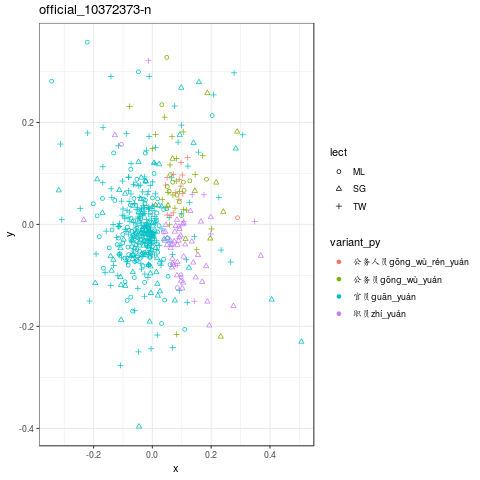 official_10372373-n
y
0.2
0.0
-0.2
-0.4
-0.2
0.0
0.2
0.4
x
lect
ML
SG
TW
variant_py
公务人员gōng_wù_rén_yuán
公务员gōng_wù_yuán
官员guān_yuán
职员zhí_yuán